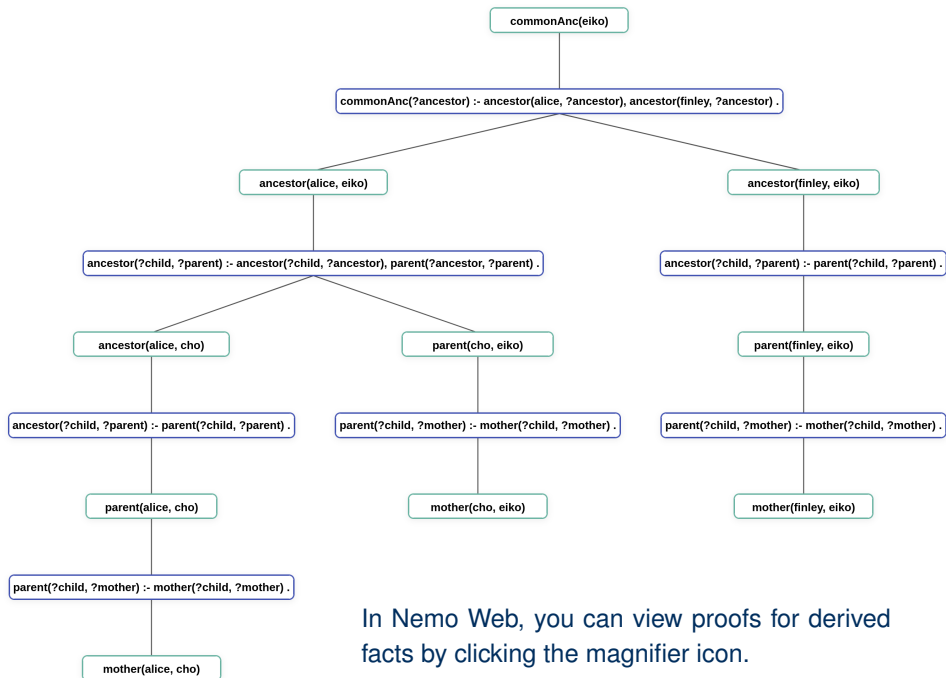 commonAnc(eiko)
commonAnc(?ancestor) :- ancestor(alice, ?ancestor), ancestor(finley, ?ancestor) .
ancestor(alice, eiko)
ancestor(finley, eiko)
ancestor(?child, ?parent) :- ancestor(?child, ?ancestor), parent(?ancestor, ?parent) .
ancestor(?child, ?parent) :- parent(?child, ?parent) .
ancestor(alice, cho)
parent(cho, eiko)
parent(finley, eiko)
ancestor(?child, ?parent) :- parent(?child, ?parent) .
parent(?child, ?mother) :- mother(?child, ?mother) .
parent(?child, ?mother) :- mother(?child, ?mother) .
parent(alice, cho)
mother(cho, eiko)
mother(finley, eiko)
parent(?child, ?mother) :- mother(?child, ?mother) .
mother(alice, cho)
In Nemo Web, you can view proofs for derived
facts by clicking the magnifier icon.